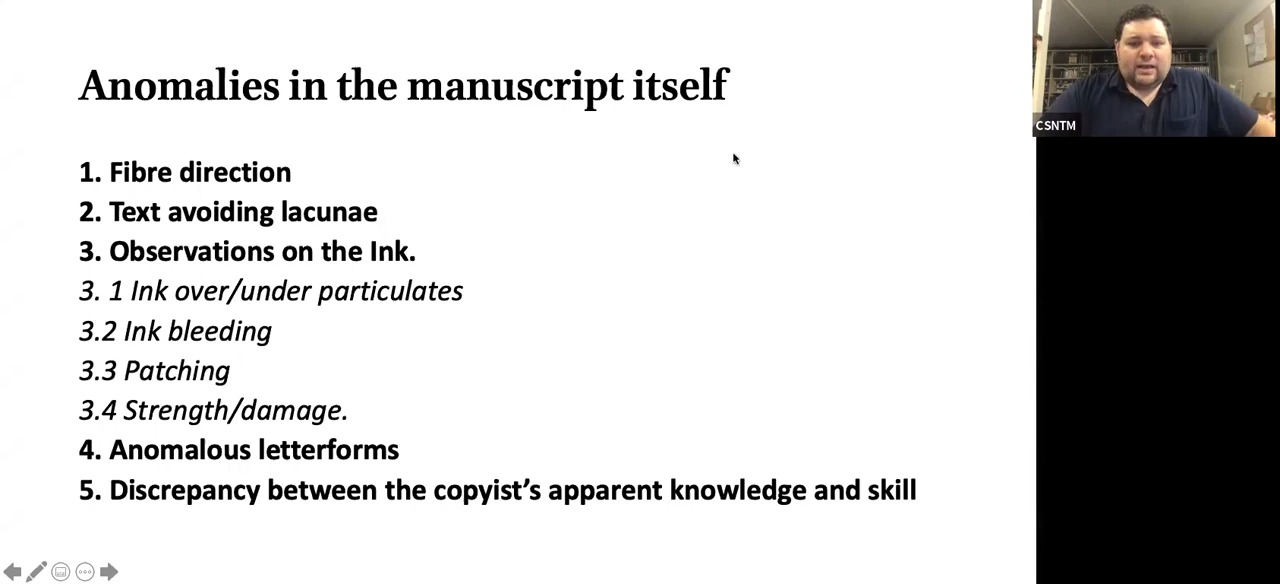 Anomalies in the manuscript itself
1. Fibre direction
2. Text avoiding lacunae
3. Observations on the Ink.
3. 1 Ink over/under particulates
3.2 Ink bleeding
3.3 Patching
3.4 Strength/damage.
4. Anomalous letterforms
5. Discrepancy between the copyist’s apparent knowledge and skill
CSNTM